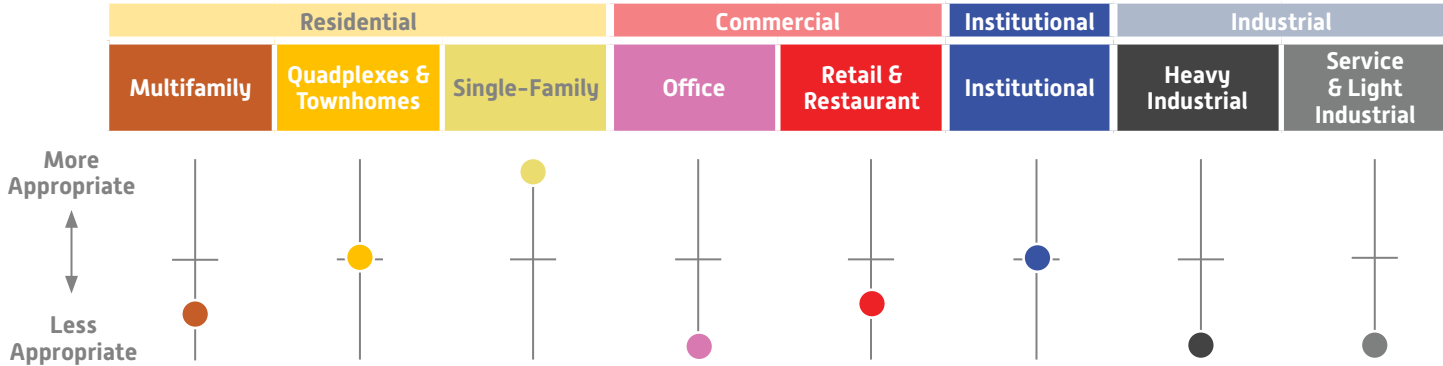 Residential
Commercial
Institutional
Industrial
Multifamily
Quadplexes &
Townhomes
Single-Family
Office
Retail &
Restaurant
Institutional
Heavy
Industrial
Service
& Light
Industrial
More
Appropriate
Less
Appropriate